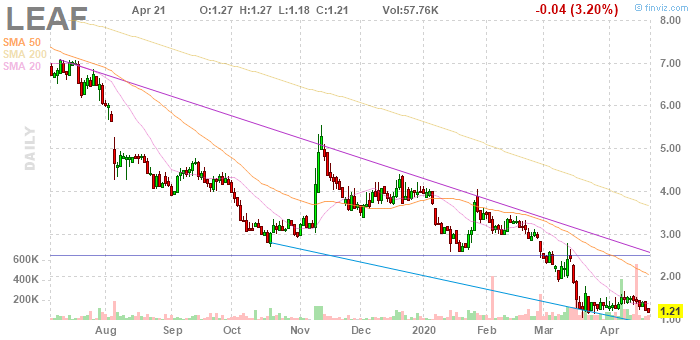 LEAF
Apr 21 O:1.27 H:1.27 L:1.18 C:1.21 Vol:57.76K -0.04 (3.20%)
© finviz.com
SMA 50
SMA 200
SMA 20
DAILY
8.00
7.00
6.00
5.00
4.00
3.00
2.00
1.00
1.21
600K
400K
200K
Aug Sep Oct Nov Dec 2020 Feb Mar Apr